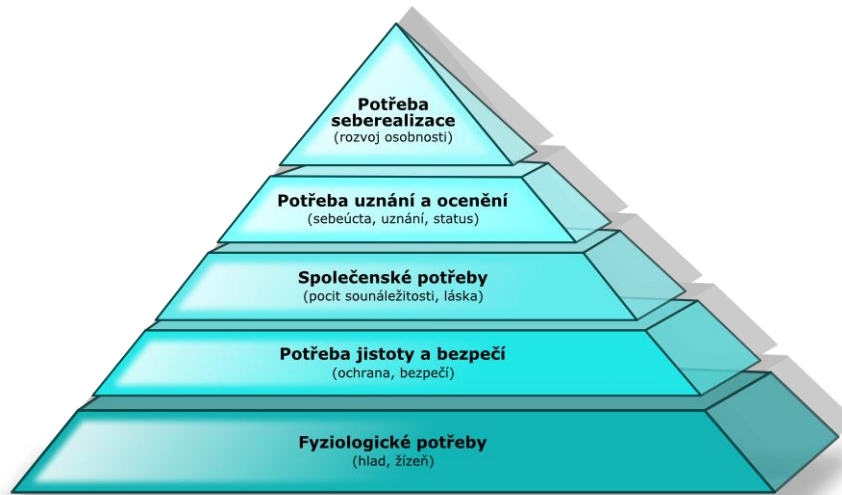 Potřeba
seberealizace
(rozvoj osobnosti)
Potřeba uznání a ocenění
(sebeúcta, uznání, status)
Společenské potřeby
(pocit sounáležitosti, láska)
Potřeba jistoty a bezpečí
(ochrana, bezpečí)
Fyziologické potřeby
(hlad, žízeň)